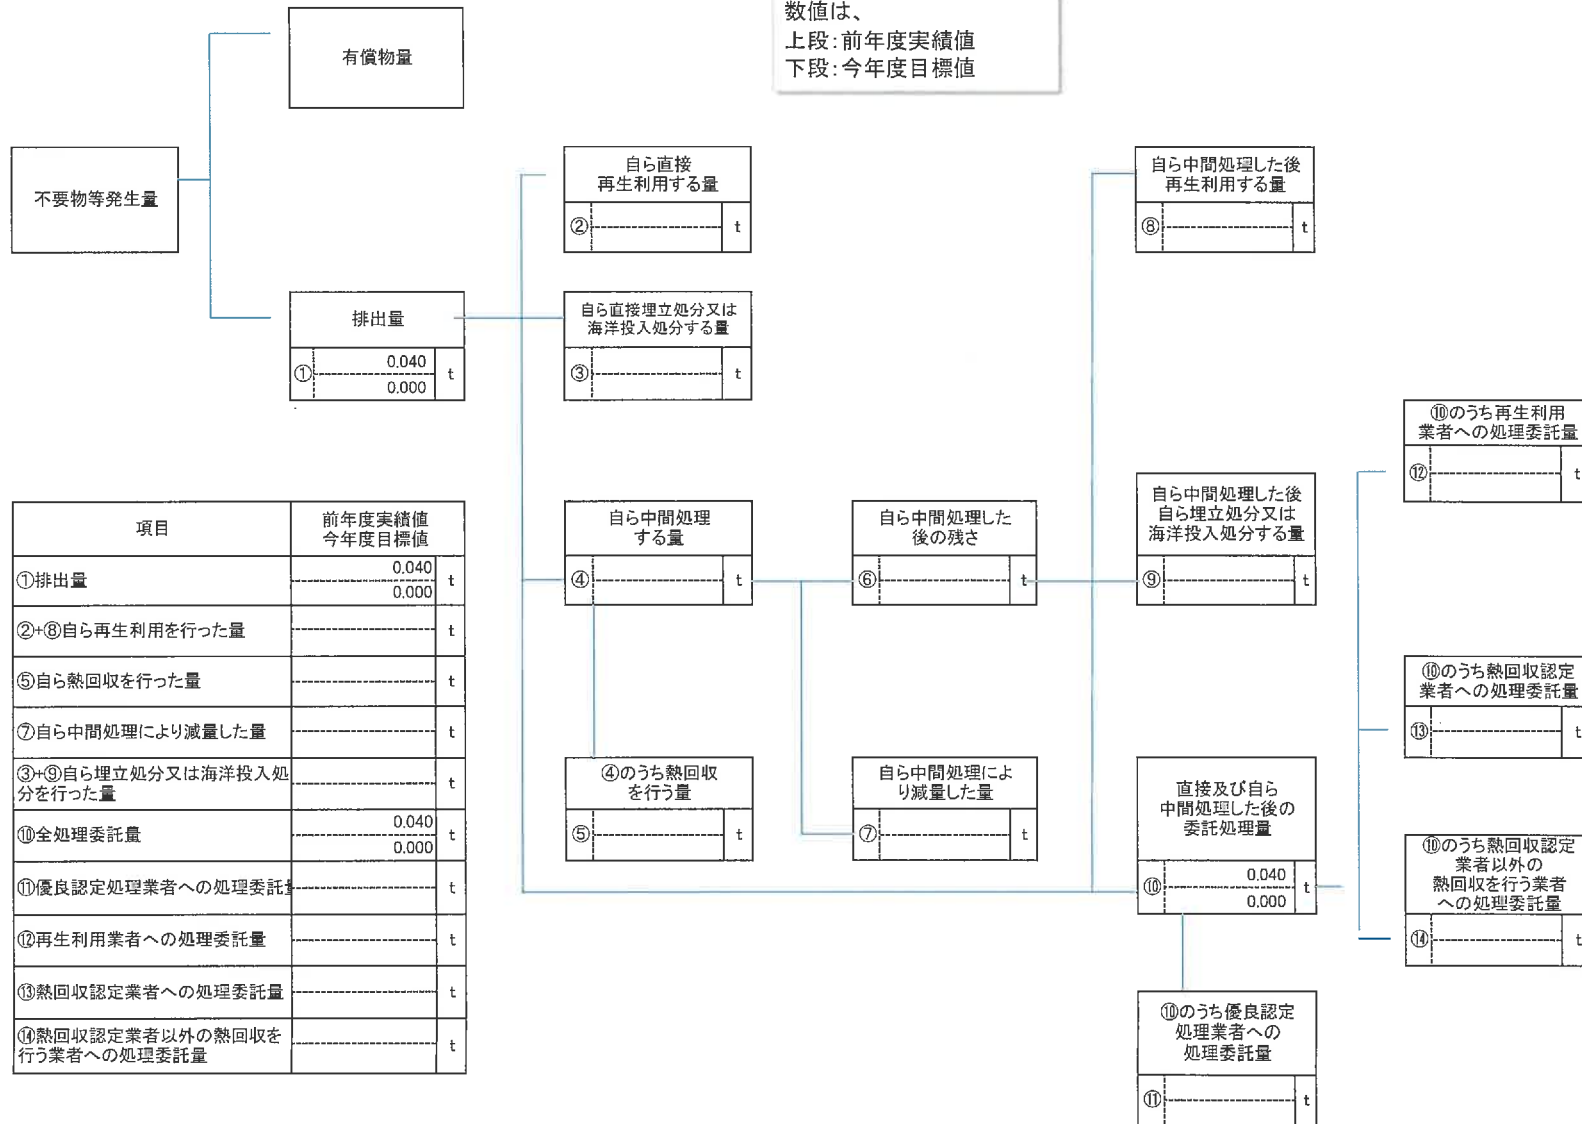 数値は、
上段：前年度実績値
下段：今年度目標値
有償物量
不要物等発生量
排出量
① 0.040 t
0.000
自ら直接
再生利用する量
② t
自ら直接埋立処分又は
海洋投入処分する量
③ t
自ら中間処理
する量
④ t
④のうち熱回収
を行う量
⑤ t
自ら中間処理した
後の残さ
⑥ t
自ら中間処理によ
り減量した量
⑦ t
自ら中間処理した後
再生利用する量
⑧ t
自ら中間処理した後
自ら埋立処分又は
海洋投入処分する量
⑨ t
直接及び自ら
中間処理した後の
委託処理量
⑩ 0.040 t
0.000
⑩のうち優良認定
処理業者への
処理委託量
⑪ t
⑩のうち再生利用
業者への処理委託量
⑫ t
⑩のうち熱回収認定
業者への処理委託量
⑬ t
⑩のうち熱回収認定
業者以外の
熱回収を行う業者
への処理委託量
⑭ t
項目 前年度実績値
今年度目標値
①排出量 0.040 t
0.000
②+⑧自ら再生利用を行った量 t
⑤自ら熱回収を行った量 t
⑦自ら中間処理により減量した量 t
③+⑨自ら埋立処分又は海洋投入処 t
分を行った量
⑩全処理委託量 0.040 t
0.000
⑪優良認定処理業者への処理委託 t
⑫再生利用業者への処理委託量 t
⑬熱回収認定業者への処理委託量 t
⑭熱回収認定業者以外の熱回収を t
行う業者への処理委託量